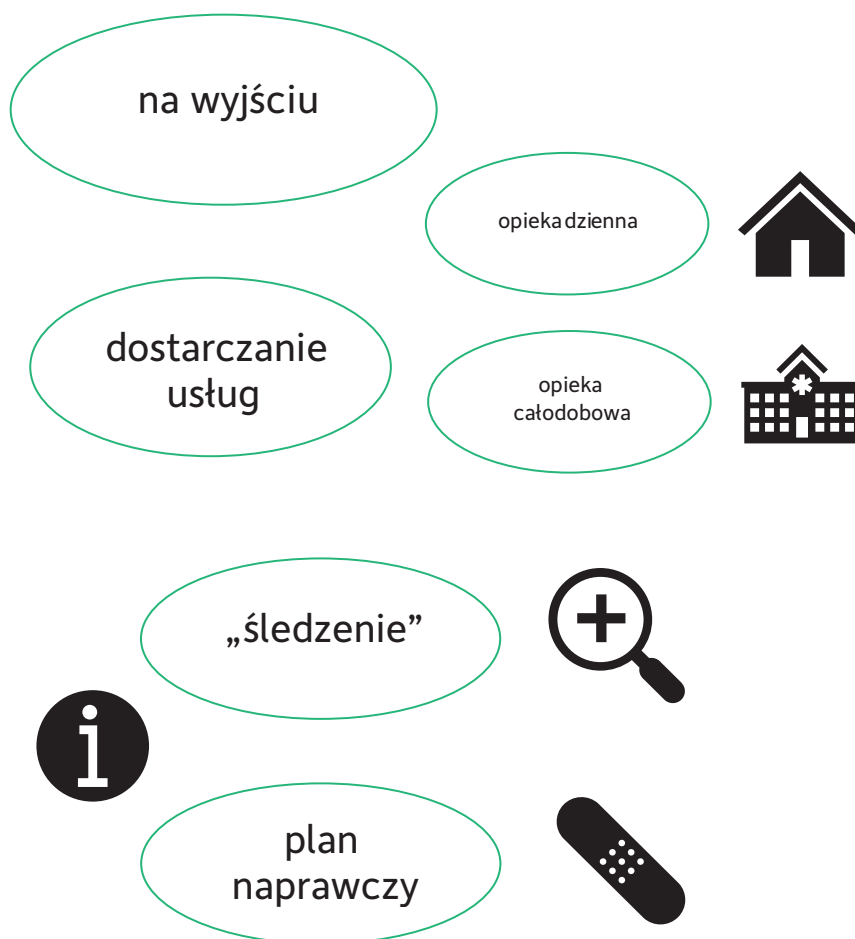 na wyjściu
opieka dzienna
dostarczanie
usług
opieka
całodobowa
„śledzenie”
i
plan
naprawczy